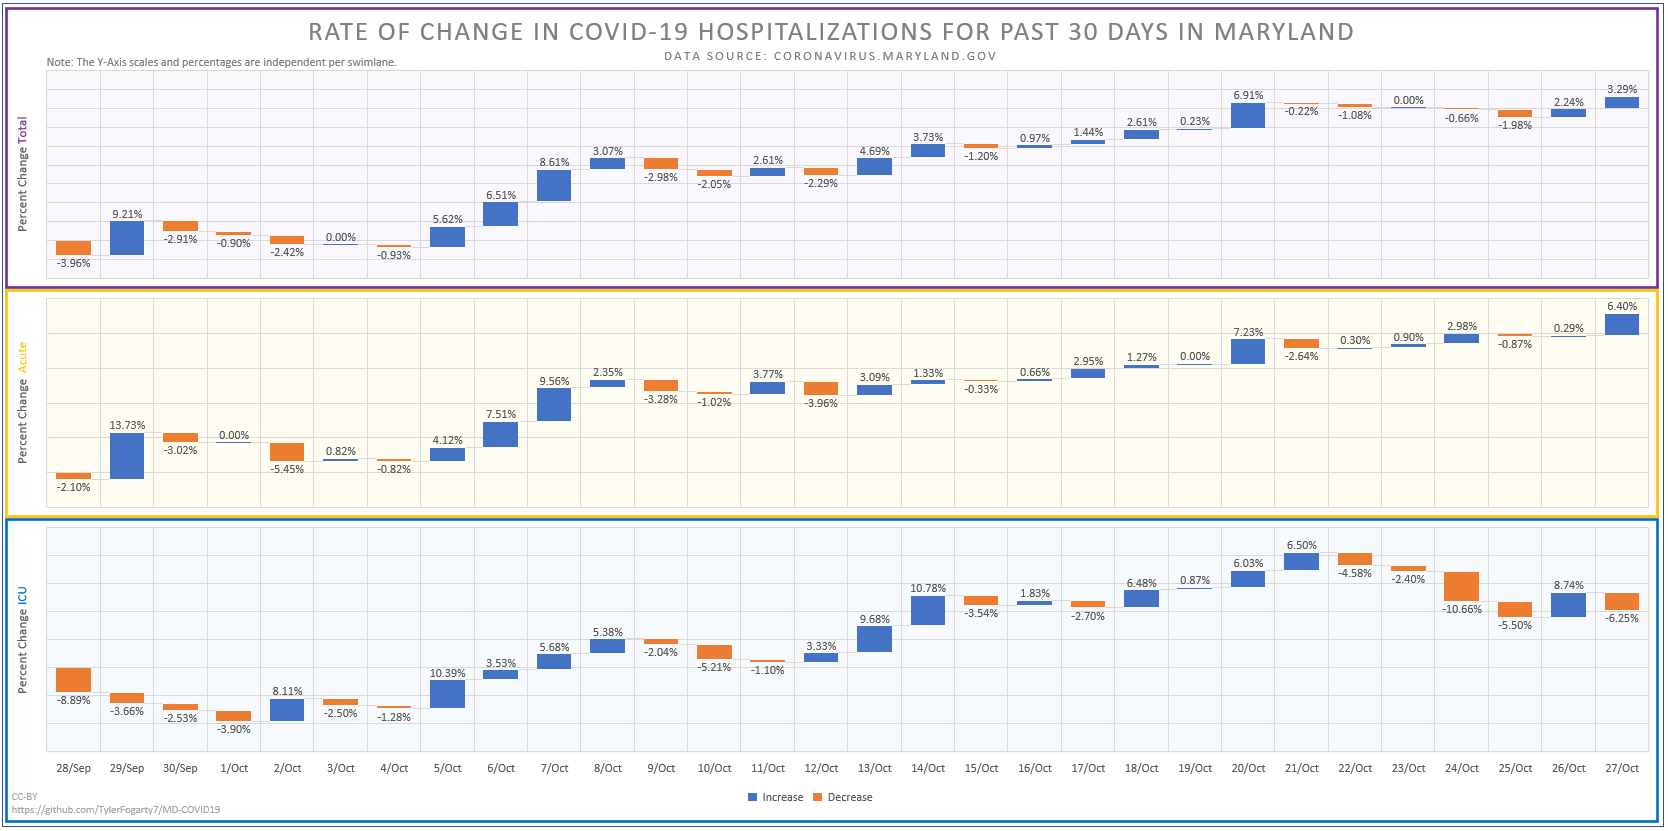 RATE OF CHANGE IN COVID-19 HOSPITALIZATIONS FOR PAST 30 DAYS IN MARYLAND
DATA SOURCE: CORONAVIRUS.MARYLAND.GOV
Note: The Y-Axis scales and percentages are independent per swimlane.
Percent Change Total
-3.96% 9.21% -2.91% -0.90% -2.42% 0.00% -0.93% 5.62% 6.51% 8.61% 3.07% -2.98% -2.05% 2.61% -2.29% 4.69% 3.73% -1.20% 0.97% 1.44% 2.61% 0.23% 6.91% -0.22% -1.08% 0.00% -0.66% -1.98% 2.24% 3.29%
Percent Change Acute
-2.10% 13.73% -3.02% 0.00% -5.45% 0.82% -0.82% 4.12% 7.51% 9.56% 2.35% -3.28% -1.02% 3.77% -3.96% 3.09% 1.33% -0.33% 0.66% 2.95% 1.27% 0.00% 7.23% -2.64% 0.30% 0.90% 2.98% -0.87% 0.29% 6.40%
Percent Change ICU
-8.89% -3.66% -2.53% -3.90% 8.11% -2.50% -1.28% 10.39% 3.53% 5.68% 5.38% -2.04% -5.21% -1.10% 3.33% 9.68% 10.78% -3.54% 1.83% -2.70% 6.48% 0.87% 6.03% 6.50% -4.58% -2.40% -10.66% -5.50% 8.74% -6.25%
28/Sep 29/Sep 30/Sep 1/Oct 2/Oct 3/Oct 4/Oct 5/Oct 6/Oct 7/Oct 8/Oct 9/Oct 10/Oct 11/Oct 12/Oct 13/Oct 14/Oct 15/Oct 16/Oct 17/Oct 18/Oct 19/Oct 20/Oct 21/Oct 22/Oct 23/Oct 24/Oct 25/Oct 26/Oct 27/Oct
Increase Decrease
CC-BY
https://github.com/TylerFogarty7/MD-COVID19